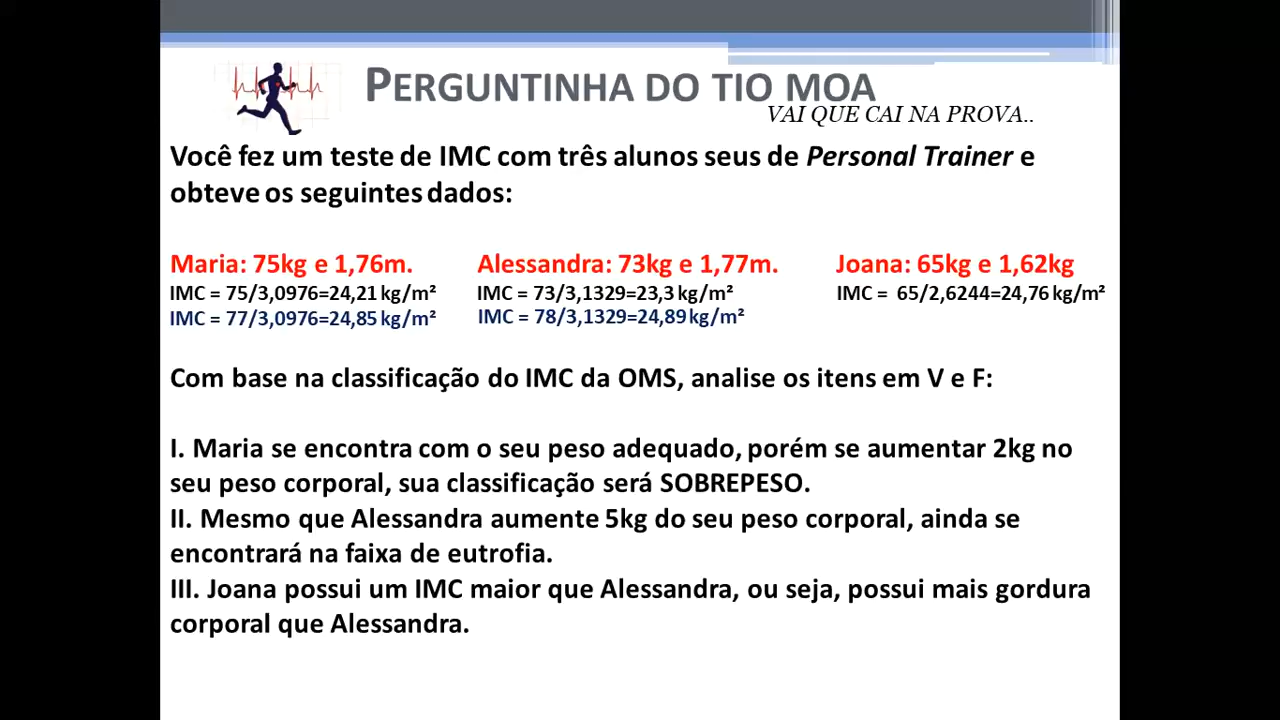 PERGUNTINHA DO TIO MOA
VAI QUE CAI NA PROVA..
Você fez um teste de IMC com três alunos seus de Personal Trainer e
obteve os seguintes dados:
Maria: 75kg e 1,76m. Alessandra: 73kg e 1,77m. Joana: 65kg e 1,62kg
IMC = 75/3,0976=24,21 kg/m² IMC = 73/3,1329=23,3 kg/m² IMC = 65/2,6244=24,76 kg/m²
IMC = 77/3,0976=24,85 kg/m² IMC = 78/3,1329=24,89 kg/m²
Com base na classificação do IMC da OMS, analise os itens em V e F:
I. Maria se encontra com o seu peso adequado, porém se aumentar 2kg no
seu peso corporal, sua classificação será SOBREPESO.
II. Mesmo que Alessandra aumente 5kg do seu peso corporal, ainda se
encontrará na faixa de eutrofia.
III. Joana possui um IMC maior que Alessandra, ou seja, possui mais gordura
corporal que Alessandra.